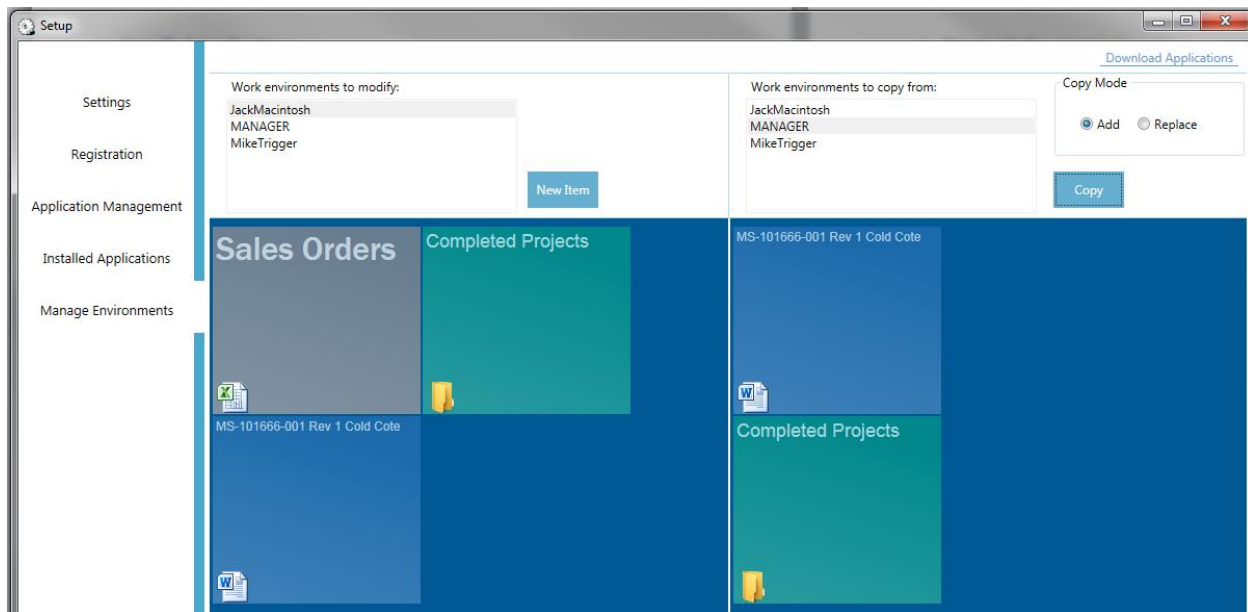 Setup
Download Applications
Settings
Registration
Application Management
Installed Applications
Manage Environments
Work environments to modify:
JackMacintosh
MANAGER
MikeTrigger
New Item
Work environments to copy from:
JackMacintosh
MANAGER
MikeTrigger
Copy Mode
Add
Replace
Copy
Sales Orders
Completed Projects
MS-101666-001 Rev 1 Cold Cote
MS-101666-001 Rev 1 Cold Cote
Completed Projects